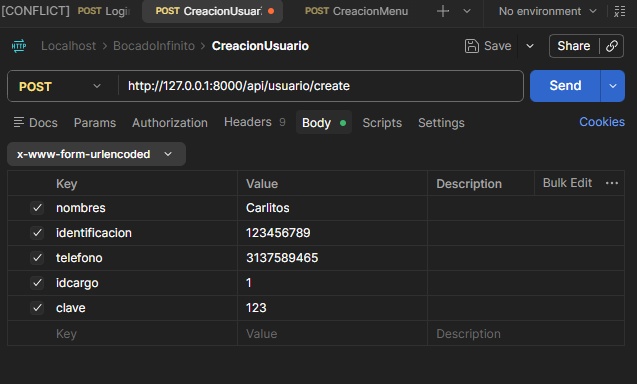 [CONFLICT] POST Login POST CreacionUsuar POST CreacionMenu No environment
HTTP Localhost > BocadoInfinito > CreacionUsuario Save Share
POST http://127.0.0.1:8000/api/usuario/create Send
Docs Params Authorization Headers 9 Body Scripts Settings Cookies
x-www-form-urlencoded
Key Value Description Bulk Edit
nombres Carlitos
identificacion 123456789
telefono 3137589465
idcargo 1
clave 123
Key Value Description